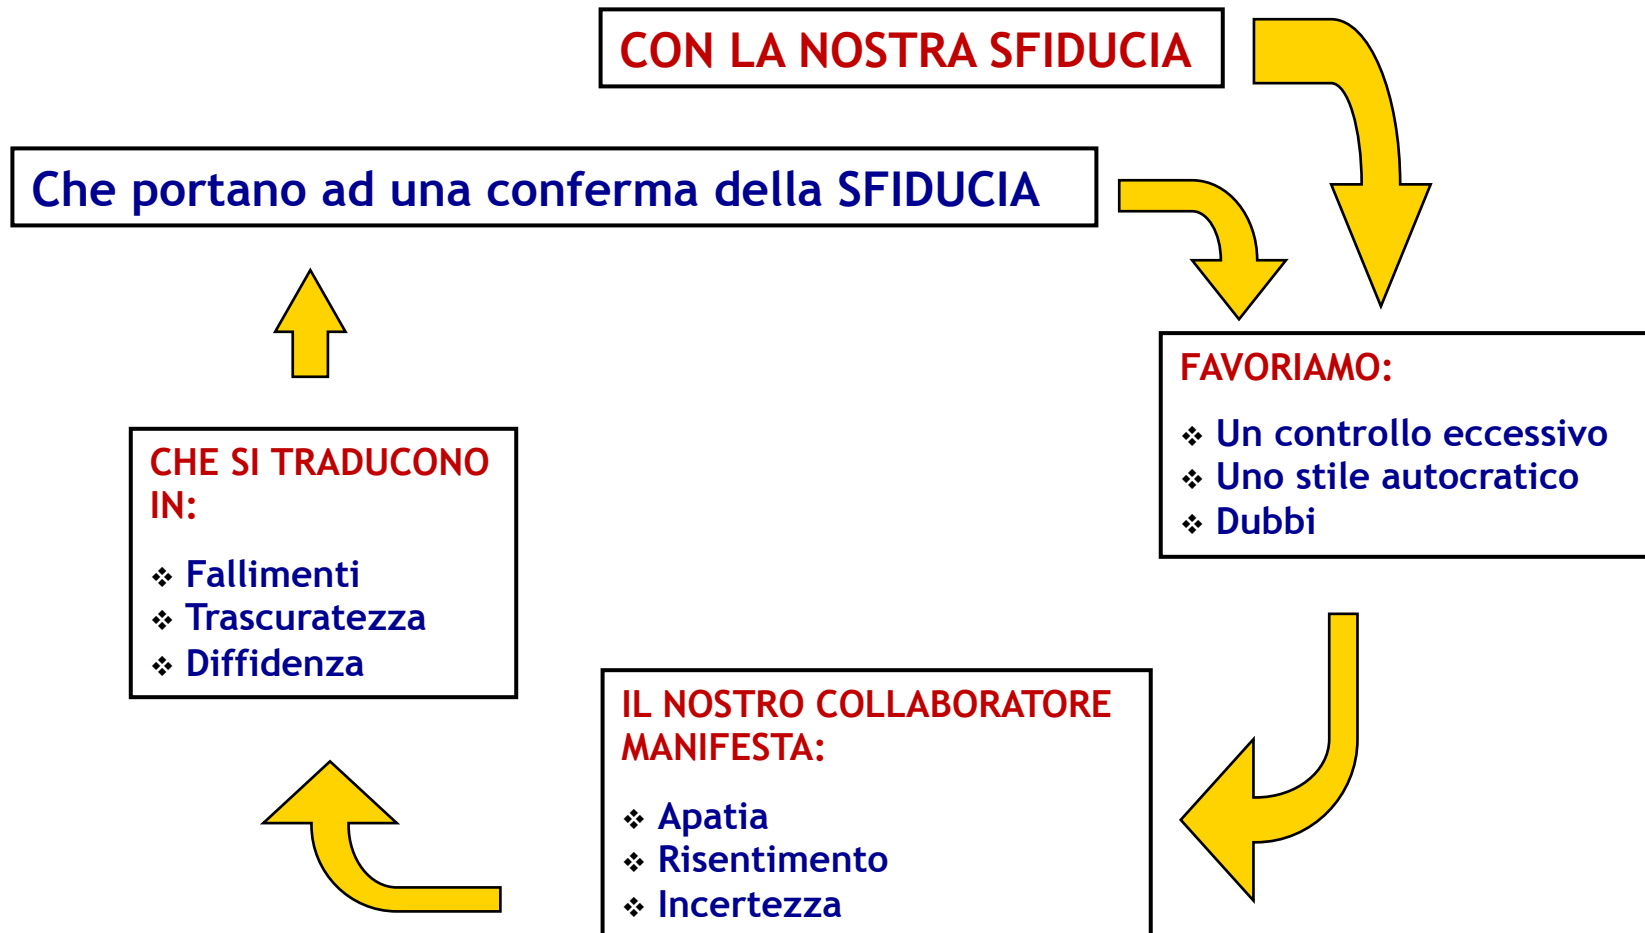 CON LA NOSTRA SFIDUCIA
Che portano ad una conferma della SFIDUCIA
FAVORIAMO:
❖ Un controllo eccessivo
❖ Uno stile autocratico
❖ Dubbi
IL NOSTRO COLLABORATORE
MANIFESTA:
❖ Apatia
❖ Risentimento
❖ Incertezza
CHE SI TRADUCONO
IN:
❖ Fallimenti
❖ Trascuratezza
❖ Diffidenza